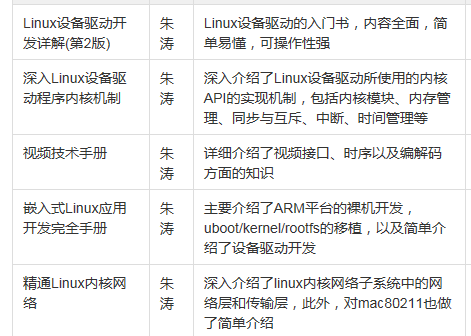 Linux设备驱动开 朱 Linux设备驱动的入门书，内容全面，简
发详解(第2版) 涛 单易懂，可操作性强
深入Linux设备驱 朱 深入介绍了Linux设备驱动所使用的内核
动程序内核机制 涛 API的实现机制，包括内核模块、内存管
理、同步与互斥、中断、时间管理等
视频技术手册 朱 详细介绍了视频接口、时序以及编解码
涛 方面的知识
嵌入式Linux应用 朱 主要介绍了ARM平台的裸机开发，
开发完全手册 涛 uboot/kernel/rootfs的移植，以及简单介
绍了设备驱动开发
精通Linux内核网 朱 深入介绍了linux内核网络子系统中的网
络 涛 络层和传输层，此外，对mac80211也做
了简单介绍